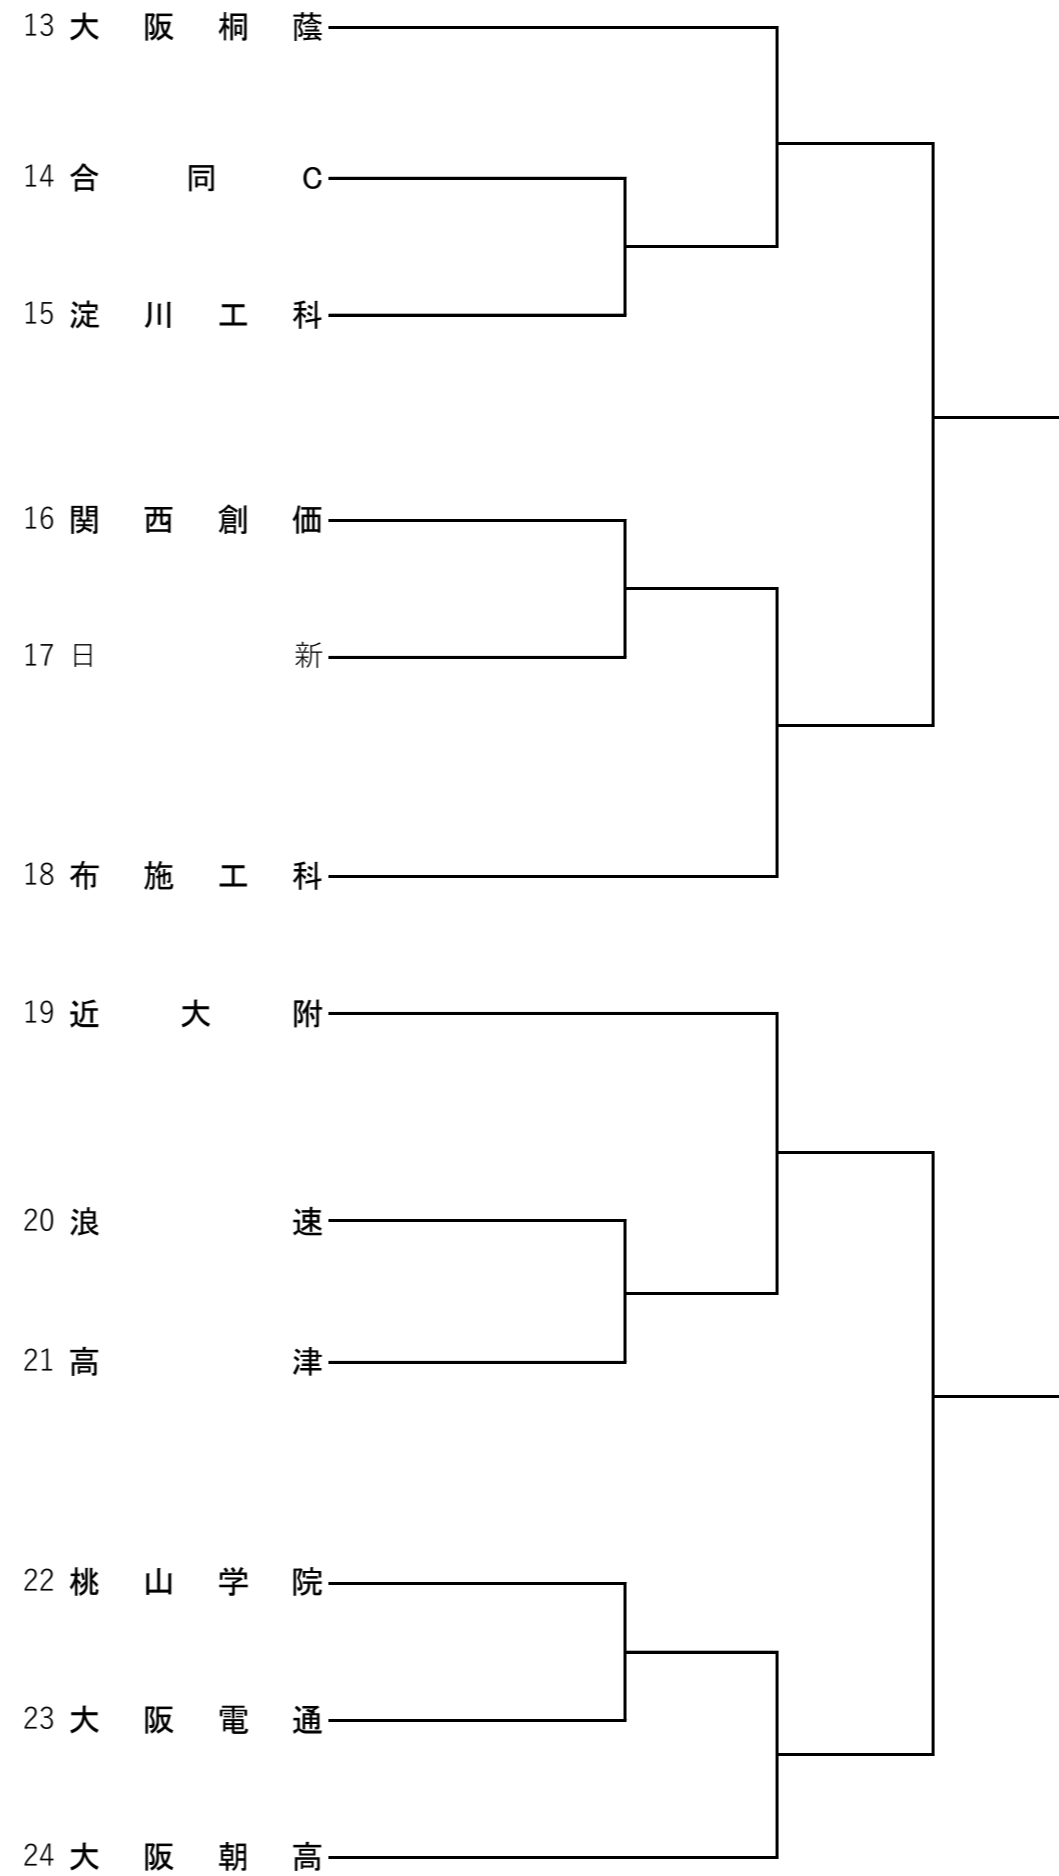 13 大阪桐蔭
14 合同C
15 淀川工科
16 関西創価
17 日新
18 布施工科
19 近大附
20 浪速
21 高津
22 桃山学院
23 大阪電通
24 大阪朝高